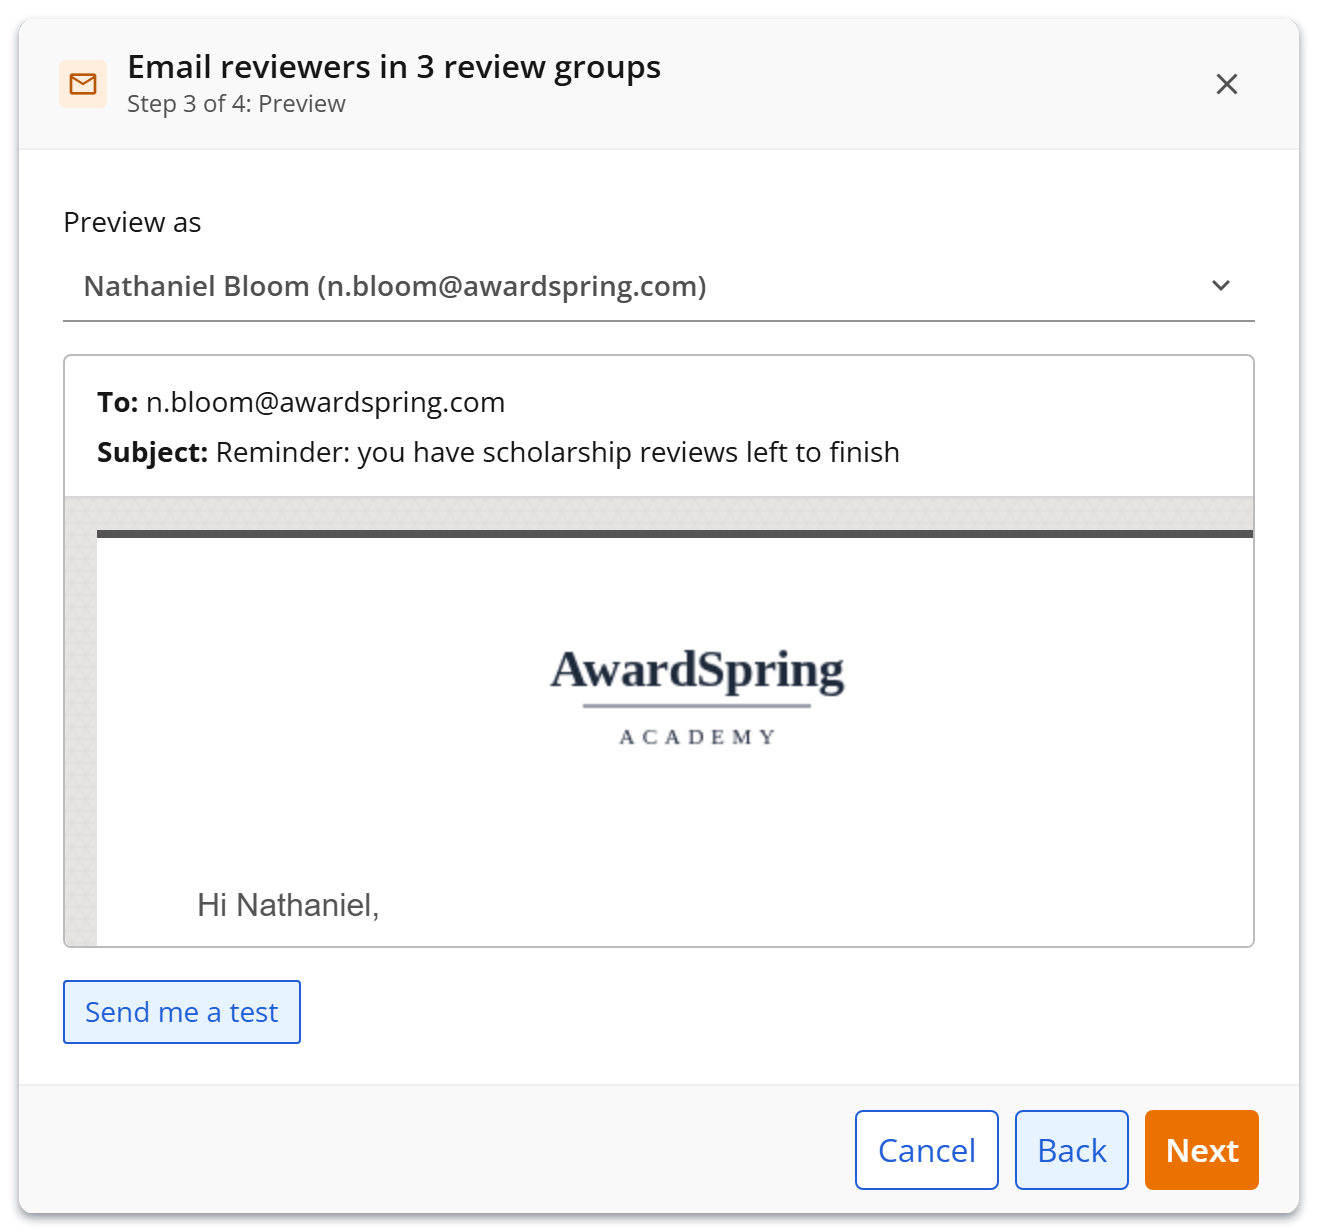 Email reviewers in 3 review groups
Step 3 of 4: Preview
Preview as
Nathaniel Bloom (n.bloom@awardspring.com)
To: n.bloom@awardspring.com
Subject: Reminder: you have scholarship reviews left to finish
AwardSpring
ACADEMY
Hi Nathaniel,
Send me a test
Cancel Back Next